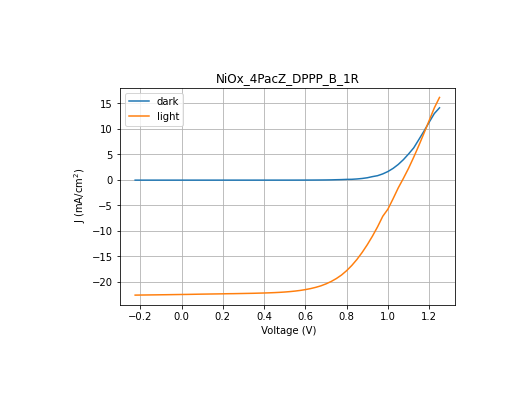 NiOx_4PacZ_DPPP_B_1R
dark
light
J (mA/cm²)
15
10
5
0
−5
−10
−15
−20
−0.2 0.0 0.2 0.4 0.6 0.8 1.0 1.2
Voltage (V)